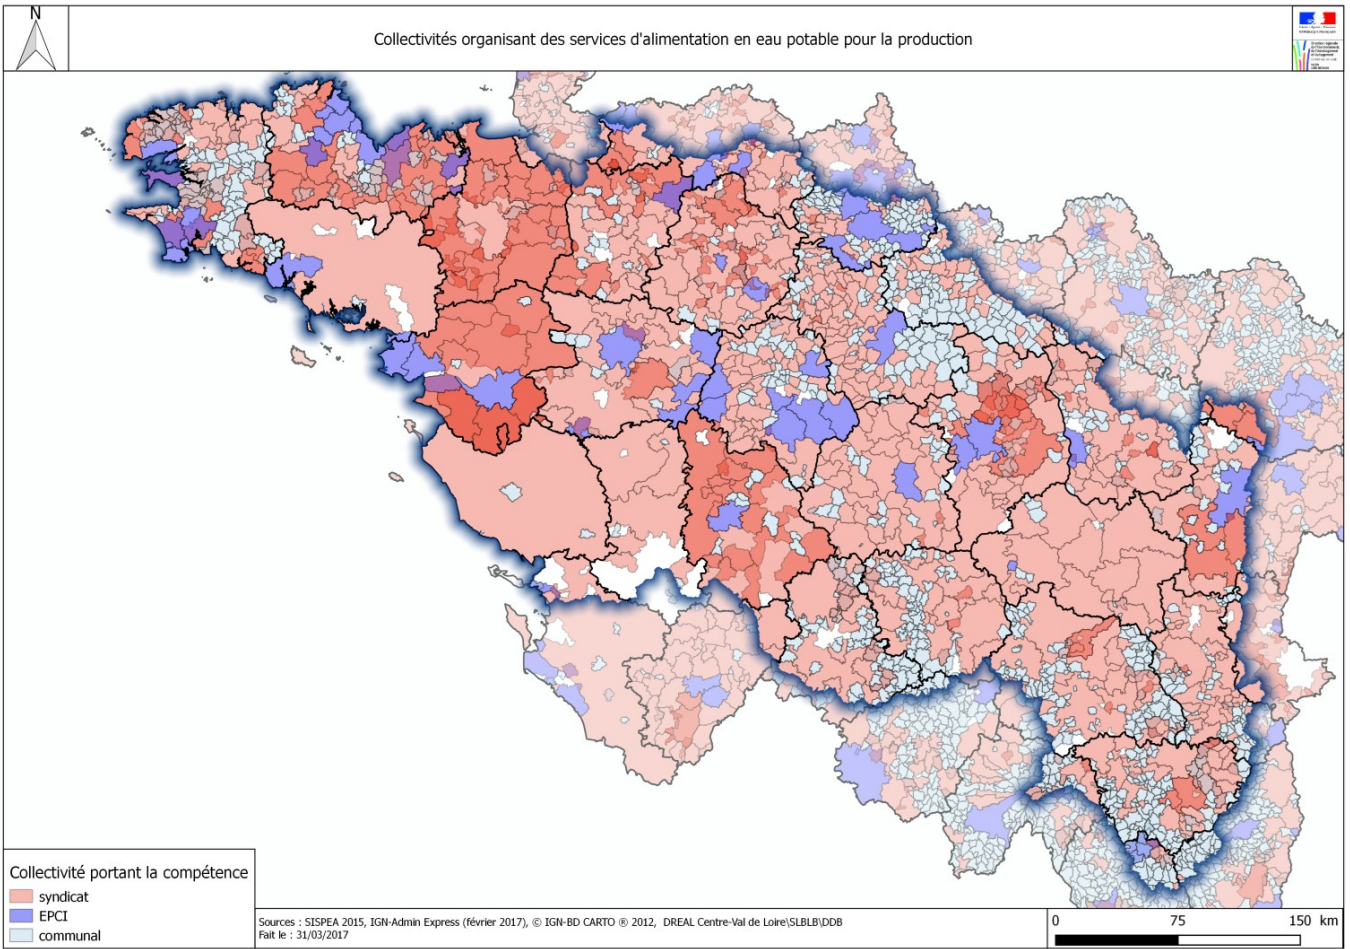 N
Collectivités organisant des services d'alimentation en eau potable pour la production
Collectivité portant la compétence
syndicat
EPCI
communal
Sources : SISPEA 2015, IGN-Admin Express (février 2017), © IGN-BD CARTO ® 2012, DREAL Centre-Val de Loire\SLBLB\DDB
Fait le : 31/03/2017
0 75 150 km